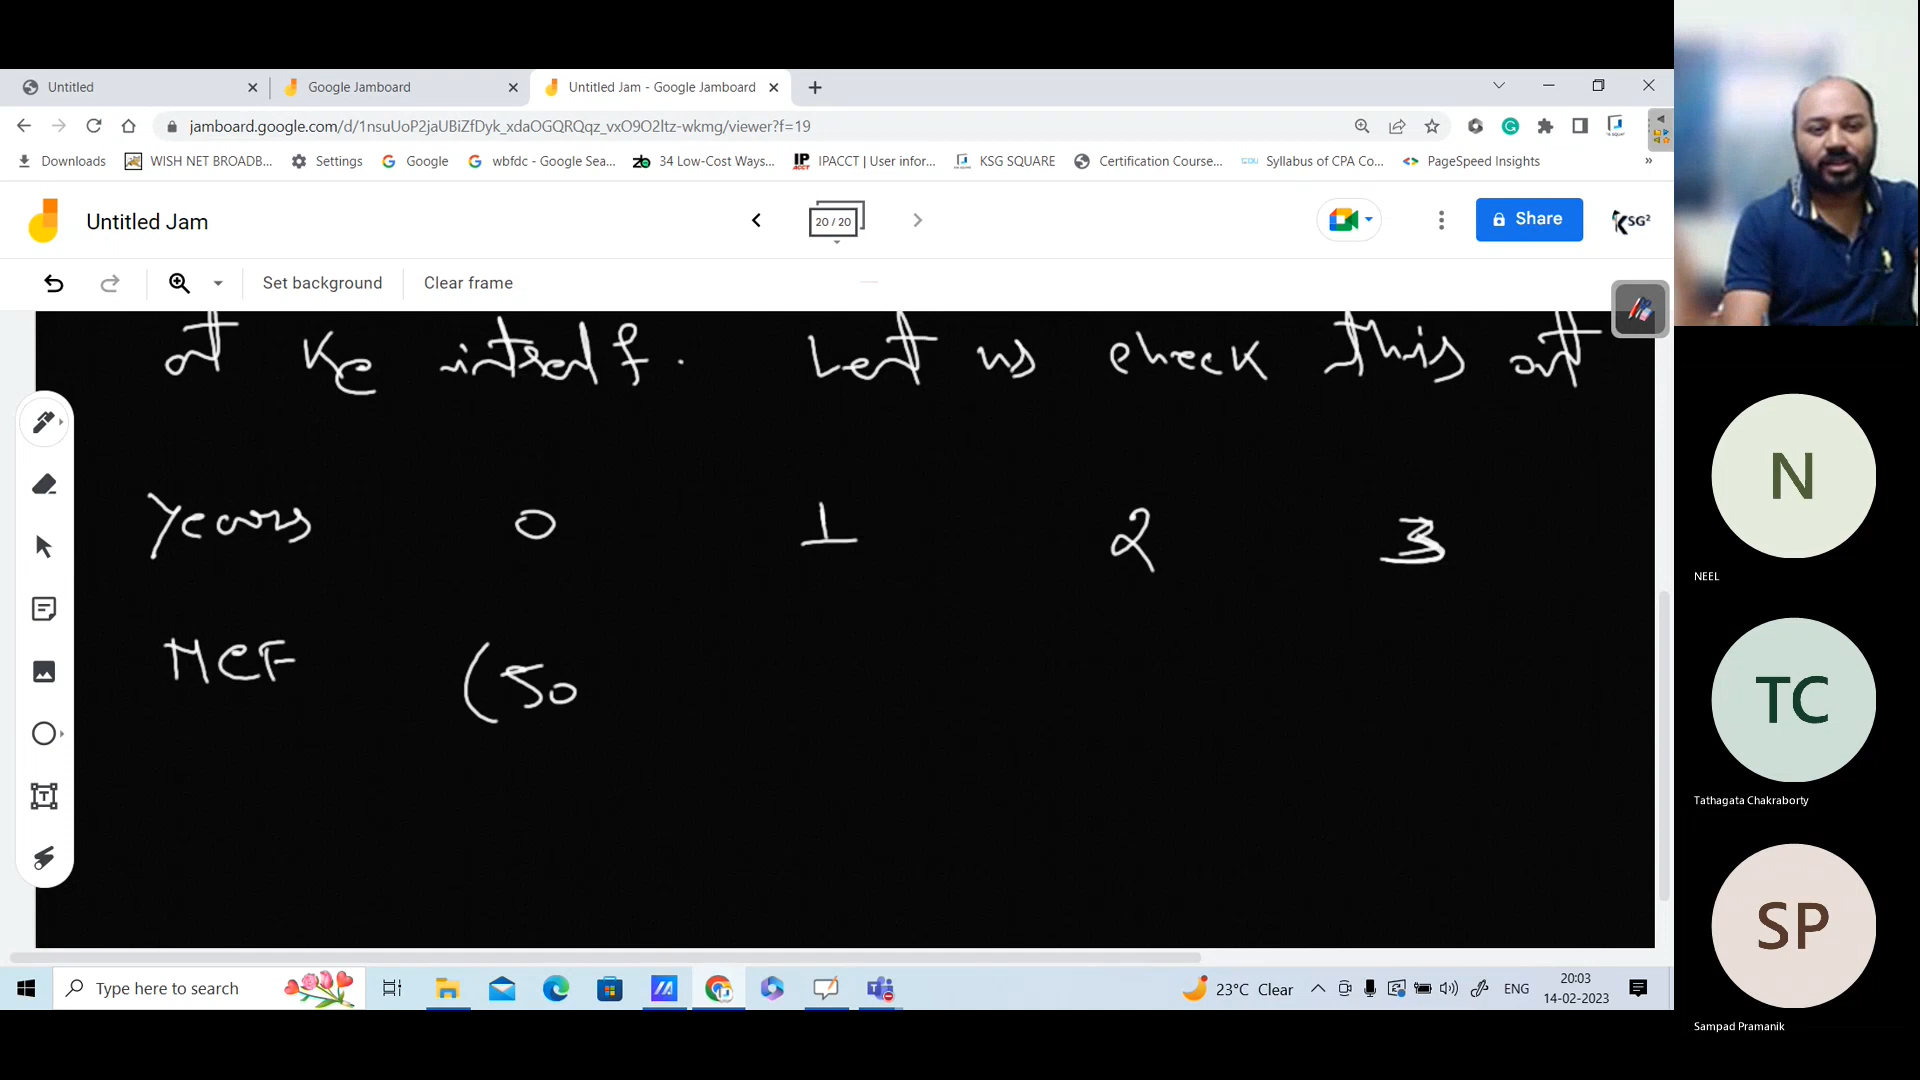 Untitled
Google Jamboard
Untitled Jam - Google Jamboard
jamboard.google.com/d/1nsuUoP2jaUBiZfDyk_xdaOGQRQqz_vxO9O2ltz-wkmg/viewer?f=19
Downloads WISH NET BROADB... Settings Google wbfdc - Google Sea... 34 Low-Cost Ways... IPACCT | User infor... KSG SQUARE Certification Course... Syllabus of CPA Co... PageSpeed Insights »
Untitled Jam
20 / 20
Share
KSG²
Set background Clear frame
at Ke intself. Let us check this out
Years 0 1 2 3
NCF (50
N
NEEL
TC
Tathagata Chakraborty
SP
Sampad Pramanik
Type here to search
23°C Clear
ENG
20:03
14-02-2023